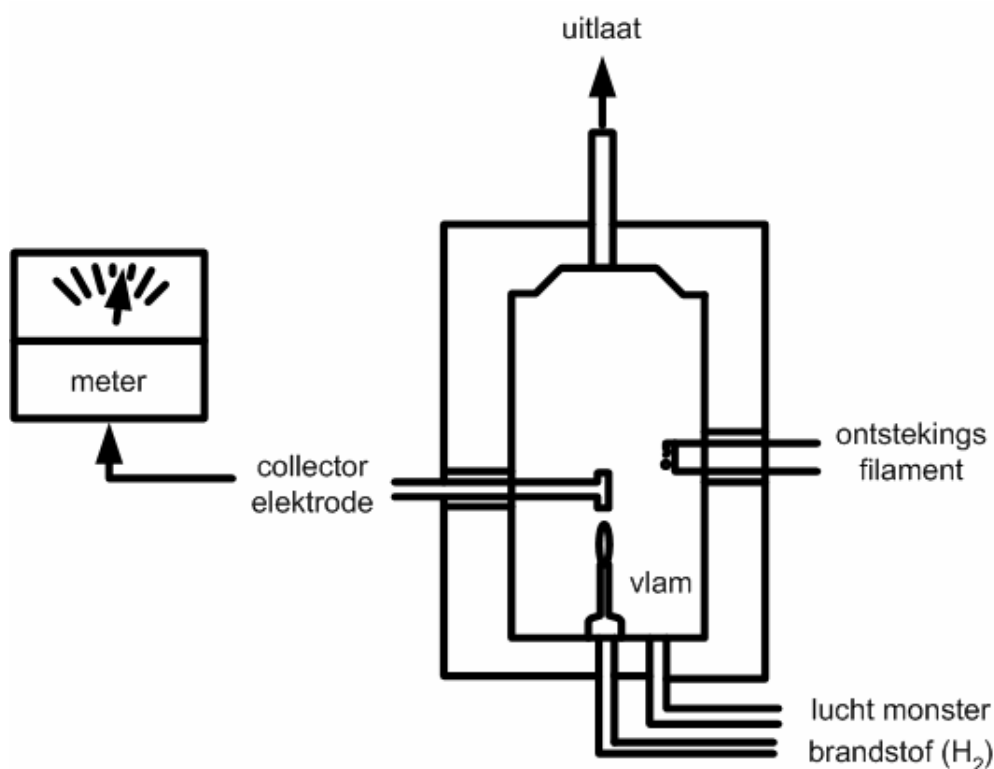 uitlaat
meter
collector
elektrode
ontstekings
filament
vlam
lucht monster
brandstof (H₂)